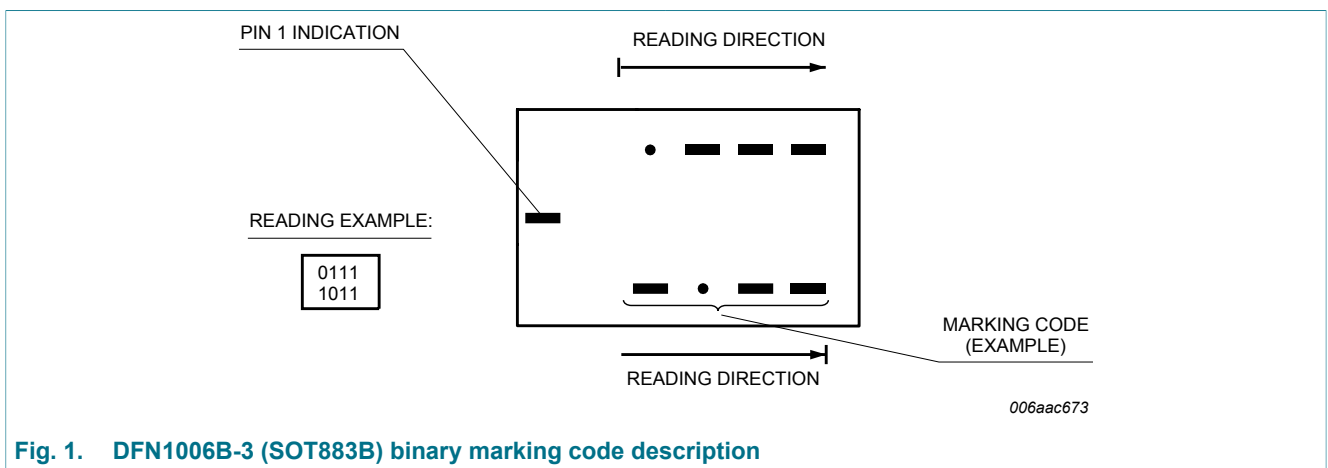 PIN 1 INDICATION
READING DIRECTION
READING EXAMPLE:
0111
1011
MARKING CODE
(EXAMPLE)
READING DIRECTION
006aac673
Fig. 1. DFN1006B-3 (SOT883B) binary marking code description